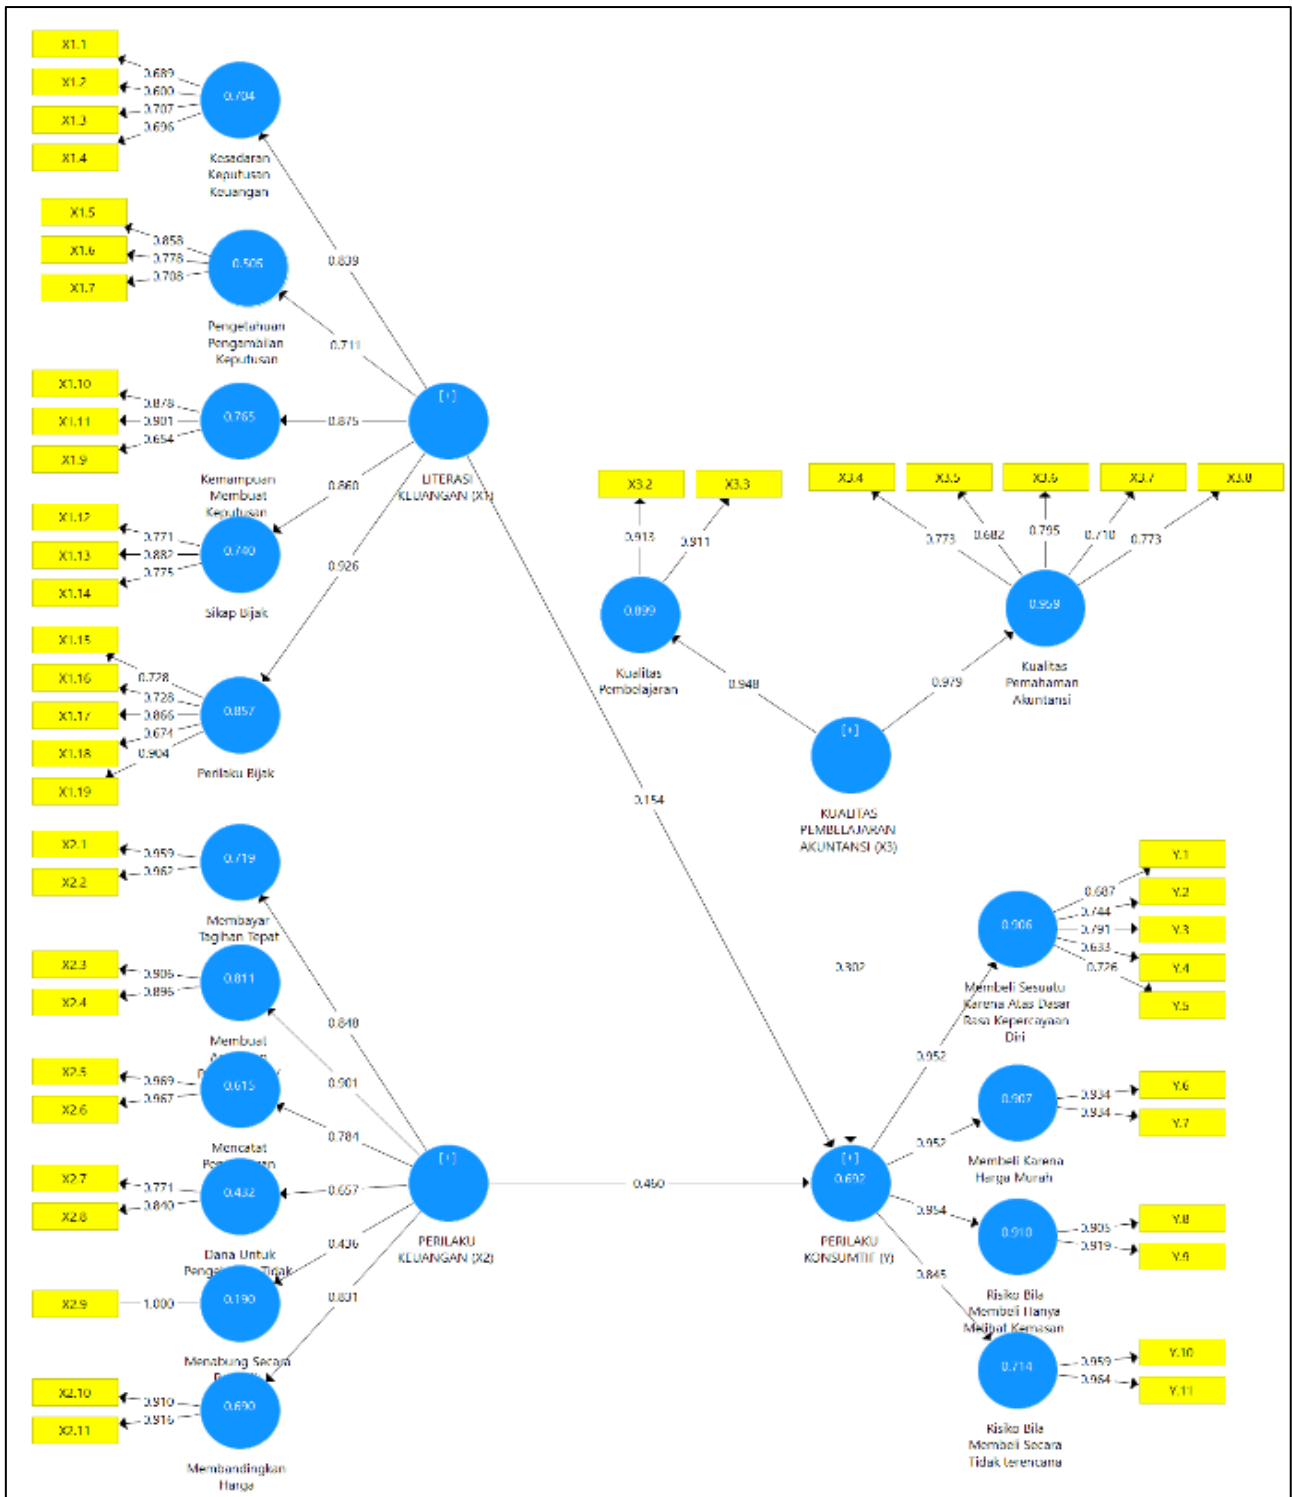 X1.1
X1.2
X1.3
X1.4
0.689
0.600
0.707
0.696
0.704
Kesadaran
Keputusan
Keuangan
X1.5
X1.6
X1.7
0.858
0.778
0.708
0.505
Pengetahuan
Pengambilan
Keputusan
X1.10
X1.11
X1.9
0.878
0.901
0.654
0.765
Kemampuan
Membuat
Keputusan
X1.12
X1.13
X1.14
0.771
0.882
0.775
0.740
Sikap Bijak
X1.15
X1.16
X1.17
X1.18
X1.19
0.728
0.728
0.866
0.674
0.904
0.857
Perilaku Bijak
0.839
0.711
0.875
0.860
0.926
[+]
LITERASI
KEUANGAN (X1)
0.154
X2.1
X2.2
0.959
0.962
0.719
Membayar
Tagihan Tepat
X2.3
X2.4
0.906
0.896
0.811
Membuat
X2.5
X2.6
0.969
0.967
0.615
Mencatat
X2.7
X2.8
0.771
0.840
0.432
Dana Untuk
Tidak
X2.9
1.000
0.190
Menabung Secara
X2.10
X2.11
0.910
0.916
0.690
Membandingkan
Harga
0.848
0.901
0.784
0.657
0.436
0.831
[+]
PERILAKU
KEUANGAN (X2)
0.460
X3.2
X3.3
0.913
0.911
0.899
Kualitas
Pembelajaran
X3.4
X3.5
X3.6
X3.7
X3.8
0.773
0.682
0.795
0.710
0.773
0.959
Kualitas
Pemahaman
Akuntansi
0.948
0.979
[+]
KUALITAS
PEMBELAJARAN
AKUNTANSI (X3)
0.302
[+]
0.692
PERILAKU
KONSUMTIF (Y)
0.952
0.952
0.954
0.845
0.906
Membeli Sesuatu
Karena Atas Dasar
Rasa Kepercayaan
Diri
0.687
0.744
0.791
0.633
0.726
Y.1
Y.2
Y.3
Y.4
Y.5
0.907
Membeli Karena
Harga Murah
0.934
0.934
Y.6
Y.7
0.910
Risiko Bila
Membeli Hanya
Melihat Kemasan
0.905
0.919
Y.8
Y.9
0.714
Risiko Bila
Membeli Secara
Tidak terencana
0.959
0.964
Y.10
Y.11